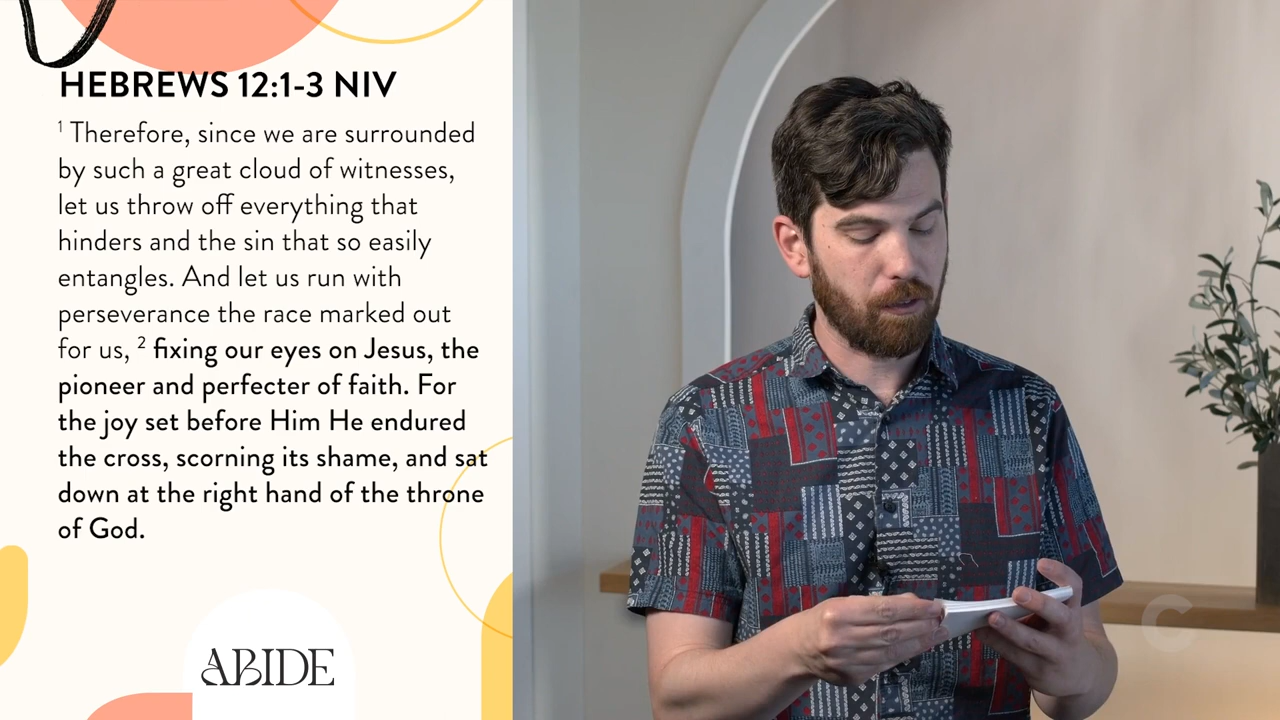 HEBREWS 12:1-3 NIV
1 Therefore, since we are surrounded
by such a great cloud of witnesses,
let us throw off everything that
hinders and the sin that so easily
entangles. And let us run with
perseverance the race marked out
for us, 2 fixing our eyes on Jesus, the
pioneer and perfecter of faith. For
the joy set before Him He endured
the cross, scorning its shame, and sat
down at the right hand of the throne
of God.
ABIDE
C